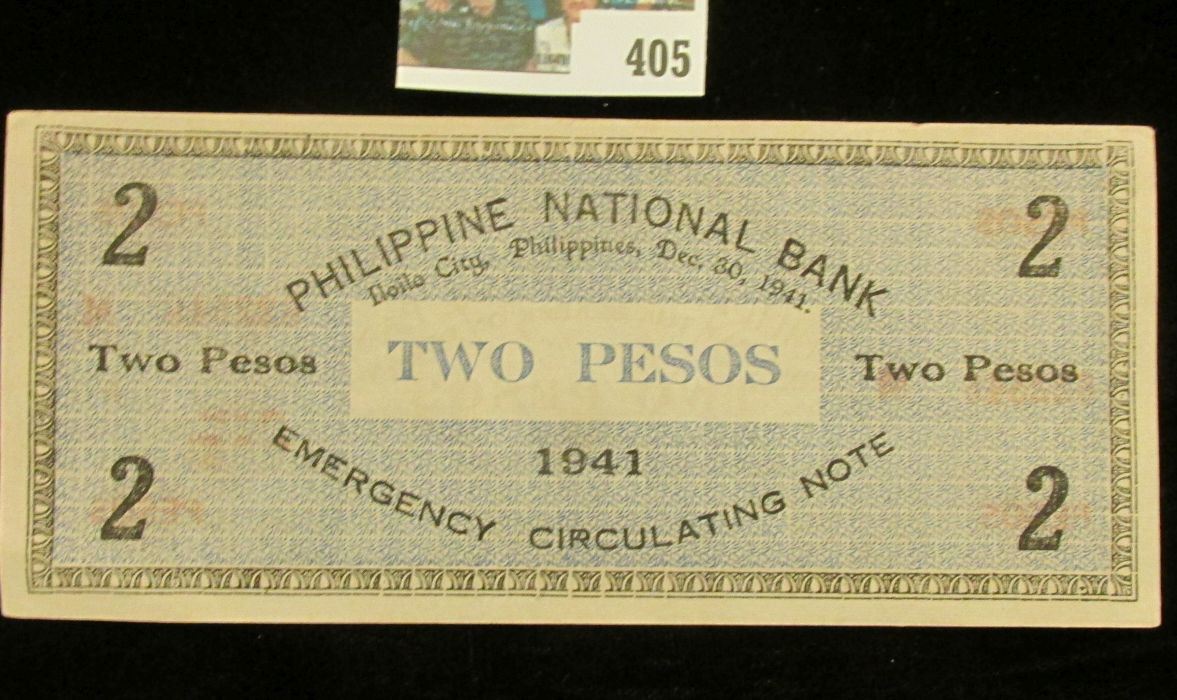 405
2 2
PHILIPPINE NATIONAL BANK
Iloilo City, Philippines, Dec. 30, 1941.
Two Pesos TWO PESOS Two Pesos
1941
EMERGENCY CIRCULATING NOTE
2 2